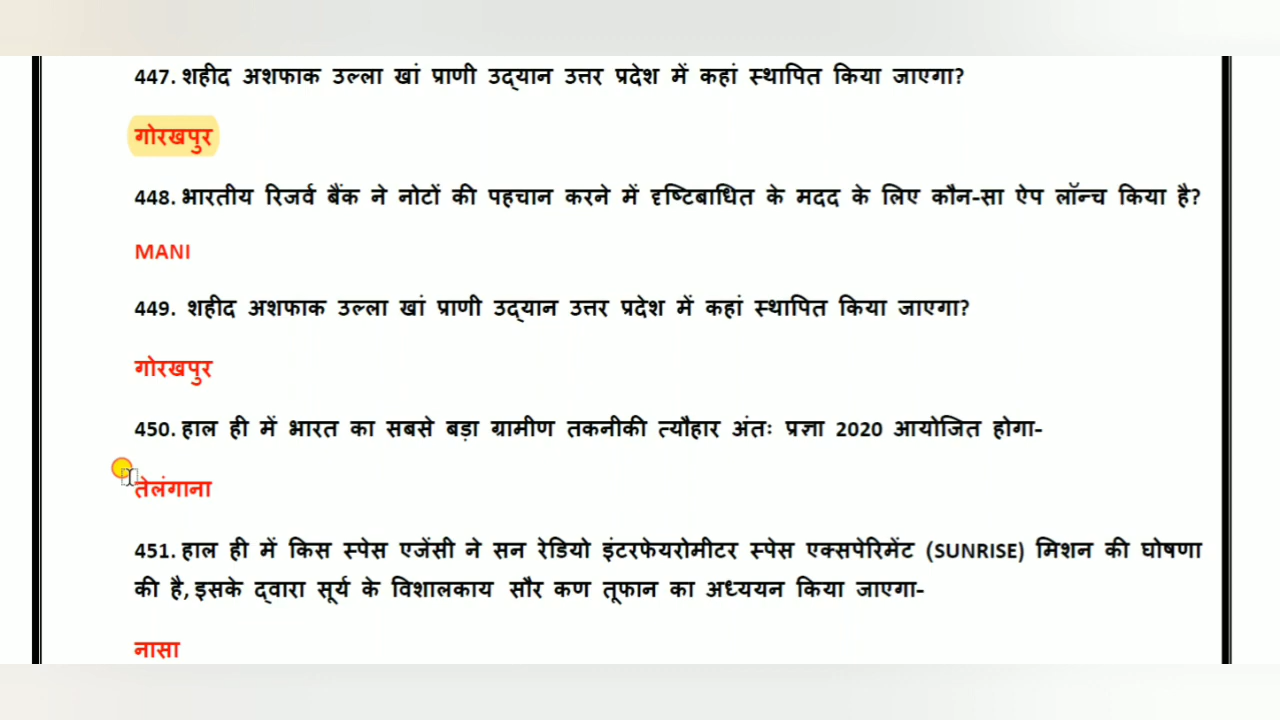 447. शहीद अशफाक उल्ला खां प्राणी उद्यान उत्तर प्रदेश में कहां स्थापित किया जाएगा?
गोरखपुर
448. भारतीय रिजर्व बैंक ने नोटों की पहचान करने में दृष्टिबाधित के मदद के लिए कौन-सा ऐप लॉन्च किया है?
MANI
449. शहीद अशफाक उल्ला खां प्राणी उद्यान उत्तर प्रदेश में कहां स्थापित किया जाएगा?
गोरखपुर
450. हाल ही में भारत का सबसे बड़ा ग्रामीण तकनीकी त्यौहार अंतः प्रज्ञा 2020 आयोजित होगा-
तेलंगाना
451. हाल ही में किस स्पेस एजेंसी ने सन रेडियो इंटरफेयरोमीटर स्पेस एक्सपेरिमेंट (SUNRISE) मिशन की घोषणा
की है, इसके द्वारा सूर्य के विशालकाय सौर कण तूफान का अध्ययन किया जाएगा-
नासा